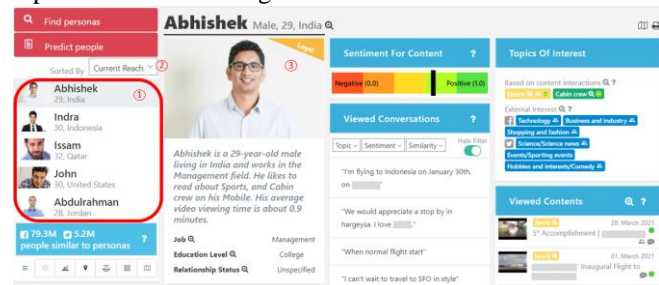 Find personas
Predict people
Sorted By Current Reach ②
①
Abhishek
29, India
Indra
30, Indonesia
Issam
32, Qatar
John
30, United States
Abdulrahman
28, Jordan
79.3M 5.2M
people similar to personas ?
Abhishek Male, 29, India
Loyal
③
Abhishek is a 29-year-old male
living in India and works in the
Management field. He likes to
read about Sports, and Cabin
crew on his Mobile. His average
video viewing time is about 0.9
minutes.
Job Management
Education Level College
Relationship Status Unspecified
Sentiment For Content ?
Negative (0.0) Positive (1.0)
Viewed Conversations ?
Topic Sentiment Similarity Hate Filter
"I'm flying to Indonesia on January 30th,
on
"We would appreciate a stop by in
hargeysa. I love ."
"When normal flight start"
"I can't wait to travel to SFO in style"
Topics Of Interest
Based on content interactions ?
Sports Cabin crew
External Interest ?
Technology Business and industry
Shopping and fashion
Science/Science news
Events/Sporting events
Hobbies and interests/Comedy
Viewed Contents ?
Sports 28. March 2021
5* Accomplishment |
Sports 01. March 2021
' Inaugural Flight to